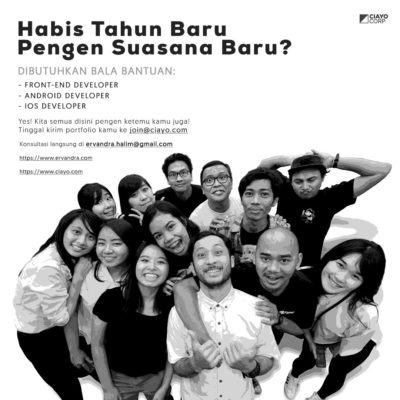 CIAYO
CORP
Habis Tahun Baru
Pengen Suasana Baru?
DIBUTUHKAN BALA BANTUAN:
- FRONT-END DEVELOPER
- ANDROID DEVELOPER
- IOS DEVELOPER
Yes! Kita semua disini pengen ketemu kamu juga!
Tinggal kirim portfolio kamu ke join@ciayo.com
Konsultasi langsung di ervandra.halim@gmail.com
https://www.ervandra.com
https://www.ciayo.com